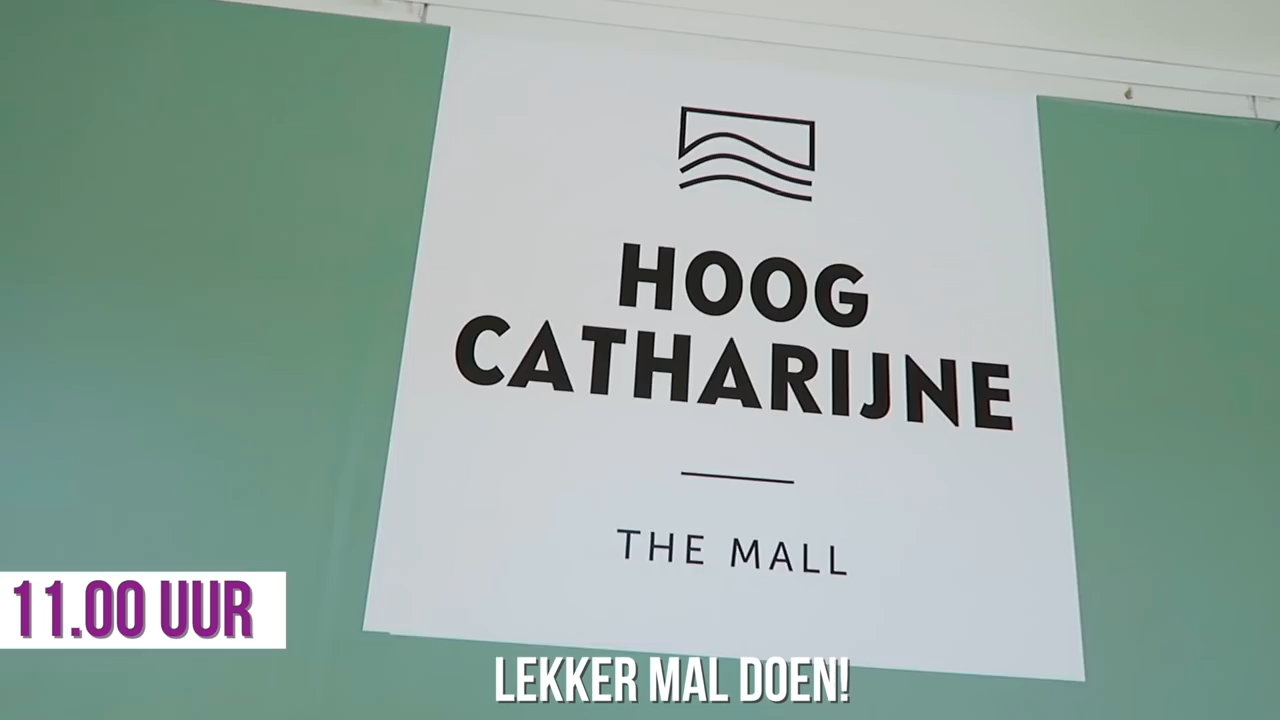 HOOG
CATHARIJNE
THE MALL
11.00 UUR
LEKKER MAL DOEN!